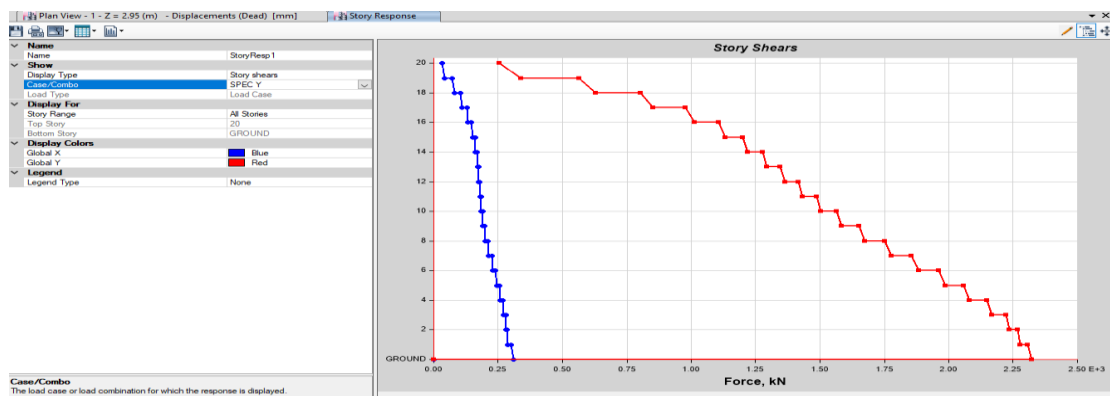 Plan View - 1 - Z = 2.95 (m) - Displacements (Dead) [mm]
Story Response
Name
Name StoryResp1
Show
Display Type Story shears
Case/Combo SPEC Y
Load Type Load Case
Display For
Story Range All Stories
Top Story 20
Bottom Story GROUND
Display Colors
Global X Blue
Global Y Red
Legend
Legend Type None
Case/Combo
The load case or load combination for which the response is displayed.
Story Shears
20
18
16
14
12
10
8
6
4
2
GROUND
0.00 0.25 0.50 0.75 1.00 1.25 1.50 1.75 2.00 2.25 2.50 E+3
Force, kN